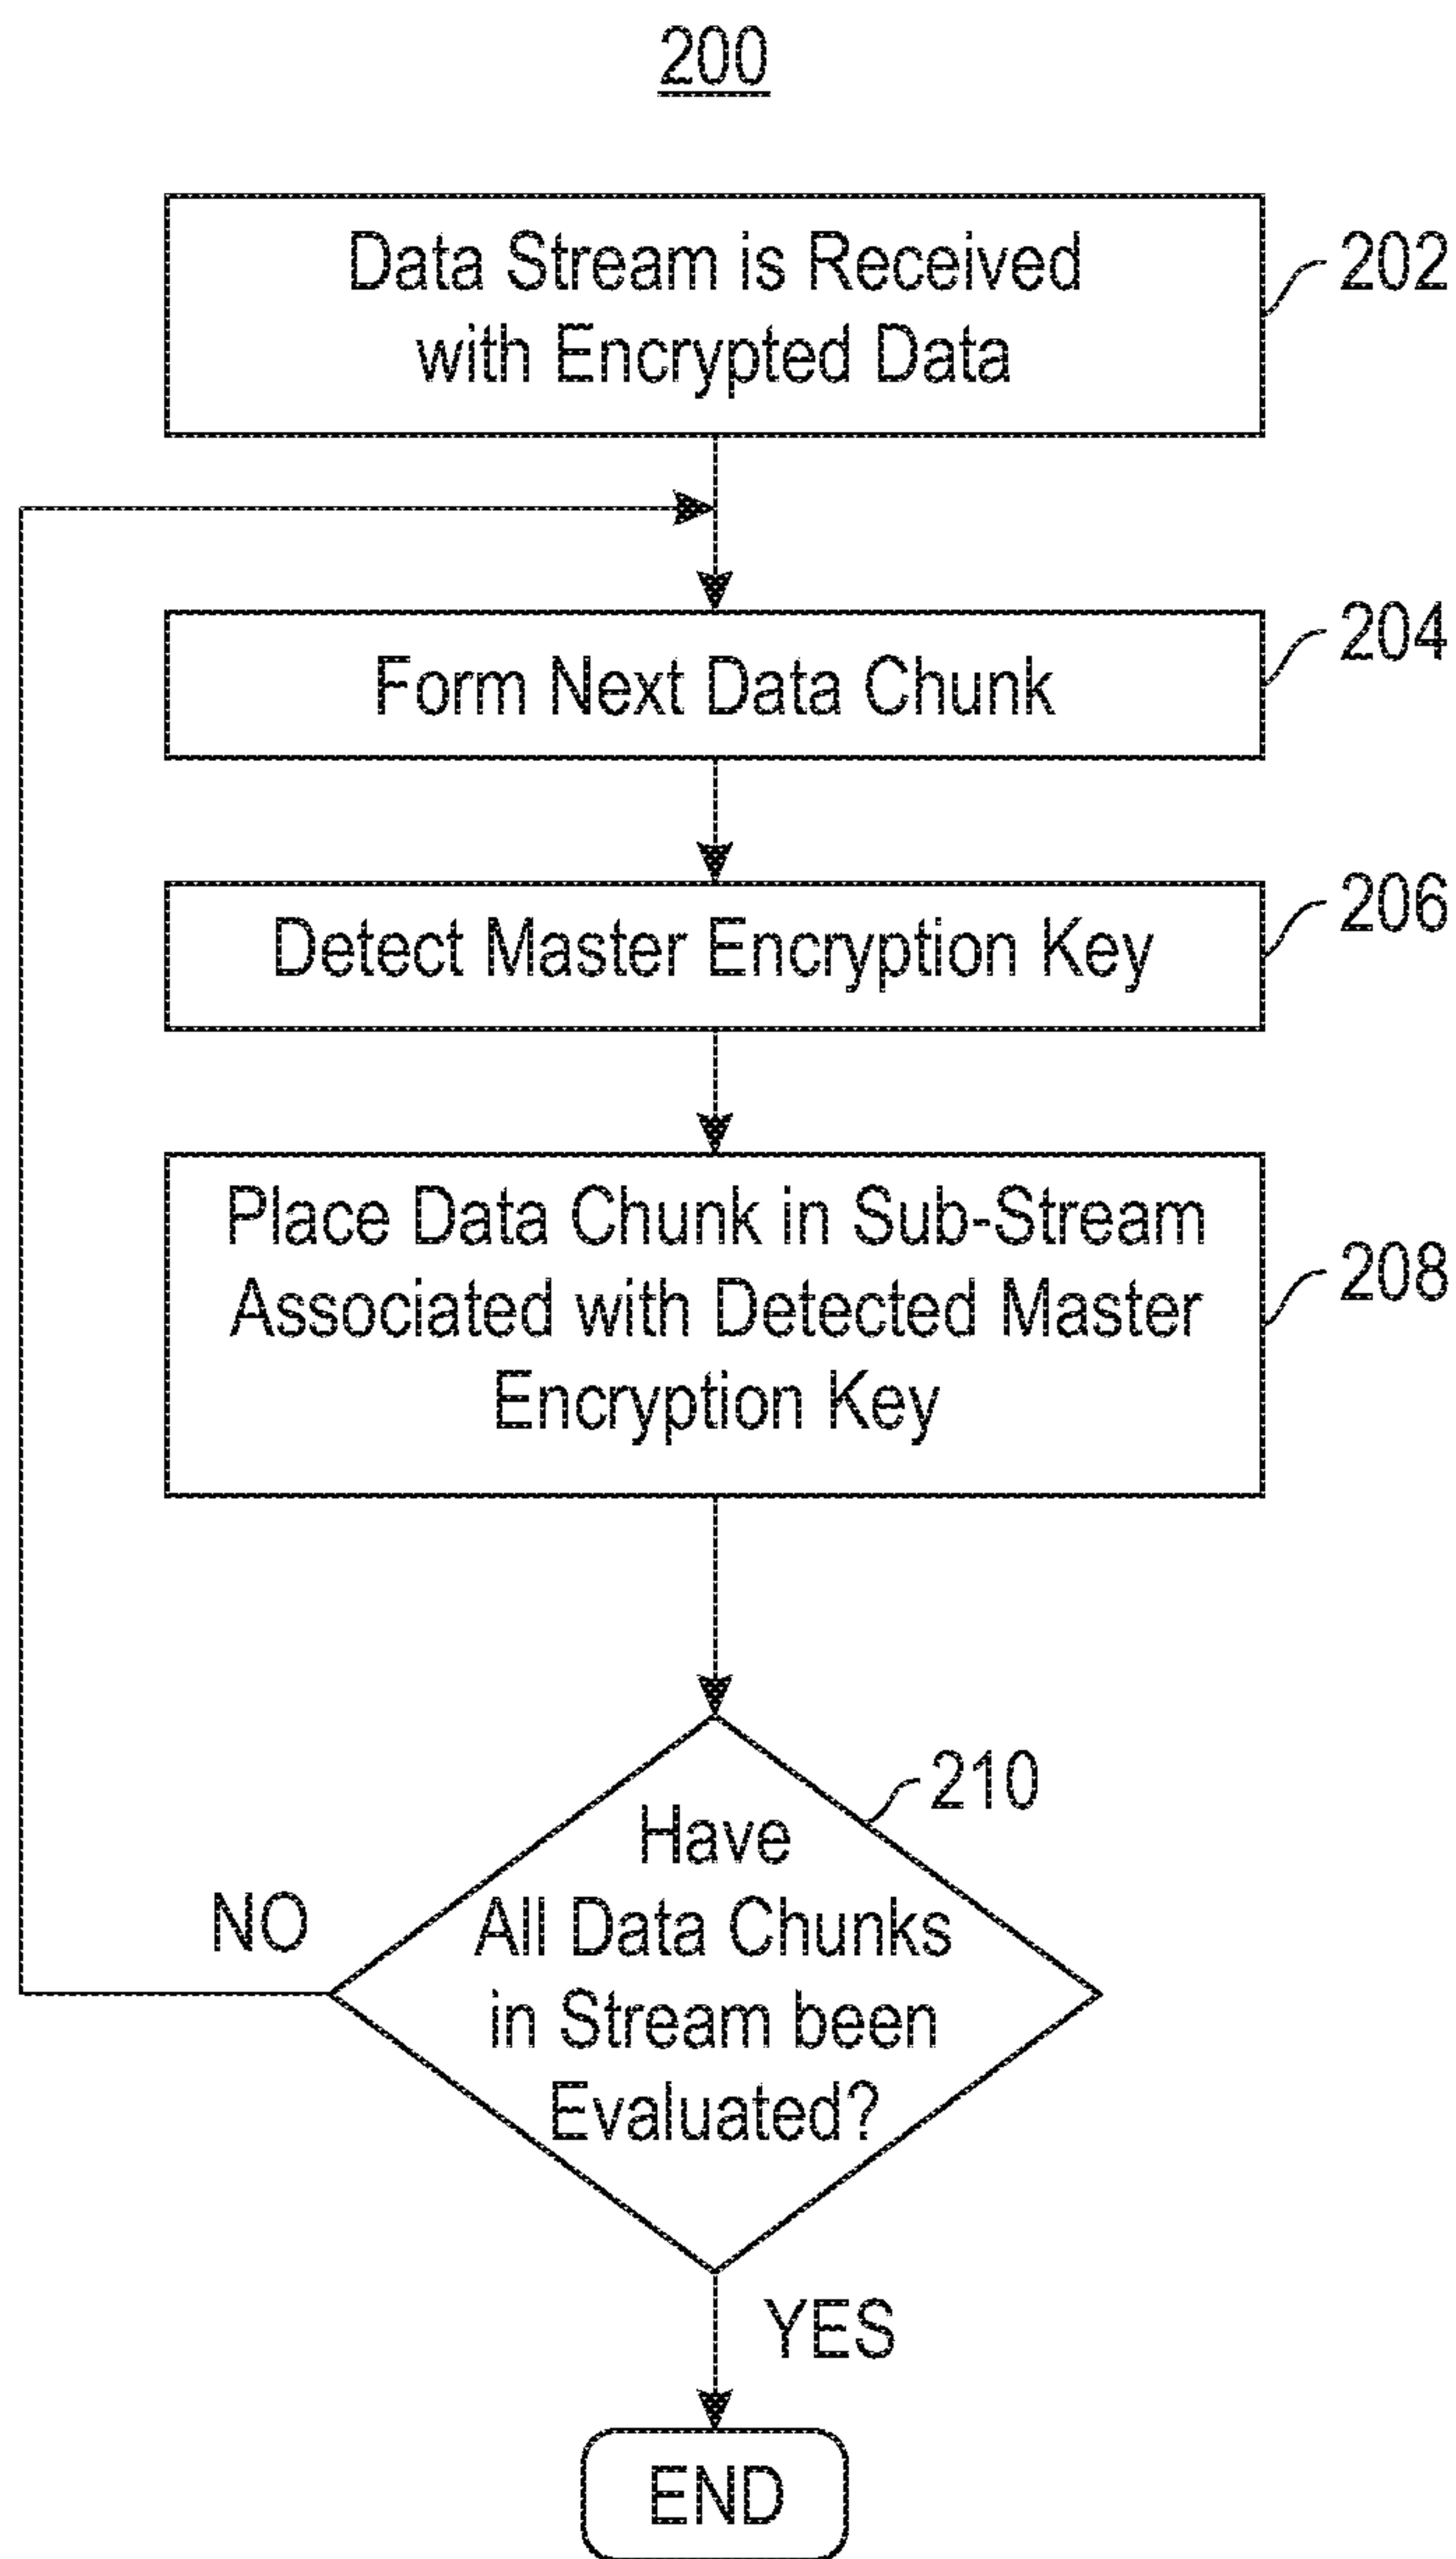 200
Data Stream is Received
with Encrypted Data
202
Form Next Data Chunk
204
Detect Master Encryption Key
206
Place Data Chunk in Sub-Stream
Associated with Detected Master
Encryption Key
208
210
Have
All Data Chunks
in Stream been
Evaluated?
NO
YES
END